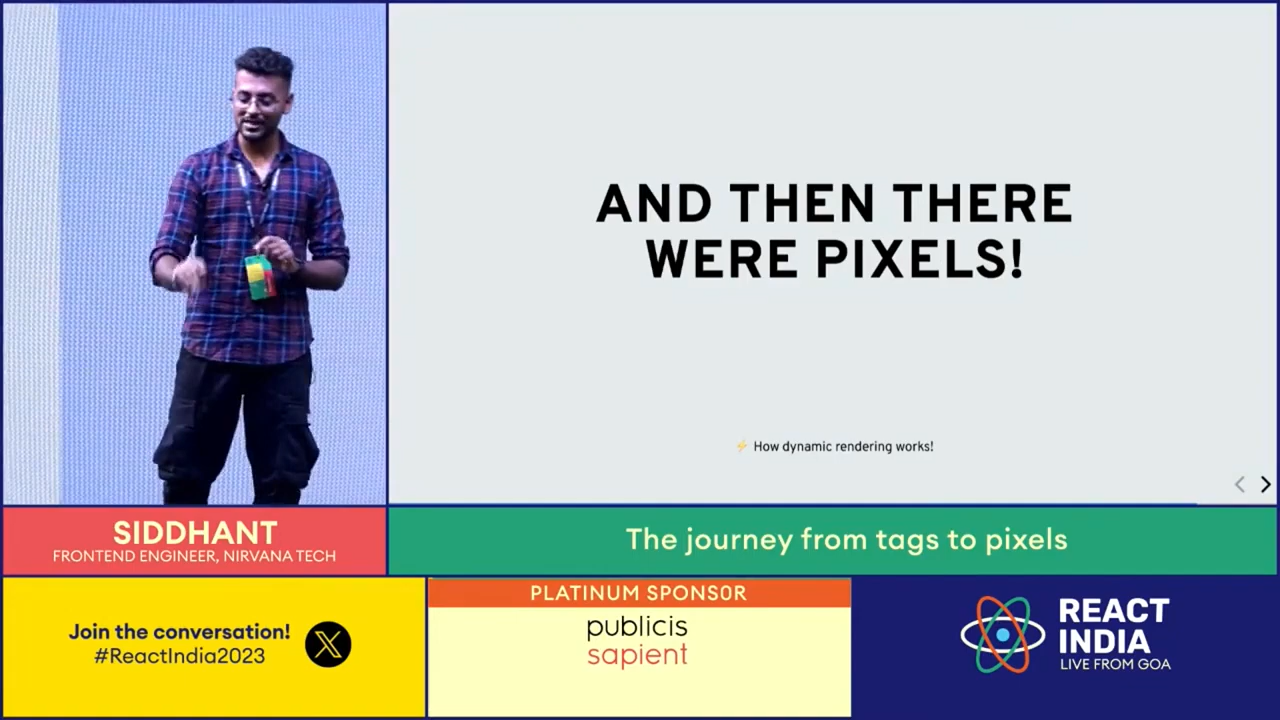 AND THEN THERE
WERE PIXELS!
⚡ How dynamic rendering works!
SIDDHANT
FRONTEND ENGINEER, NIRVANA TECH
The journey from tags to pixels
Join the conversation!
#ReactIndia2023
PLATINUM SPONSOR
publicis
sapient
REACT
INDIA
LIVE FROM GOA